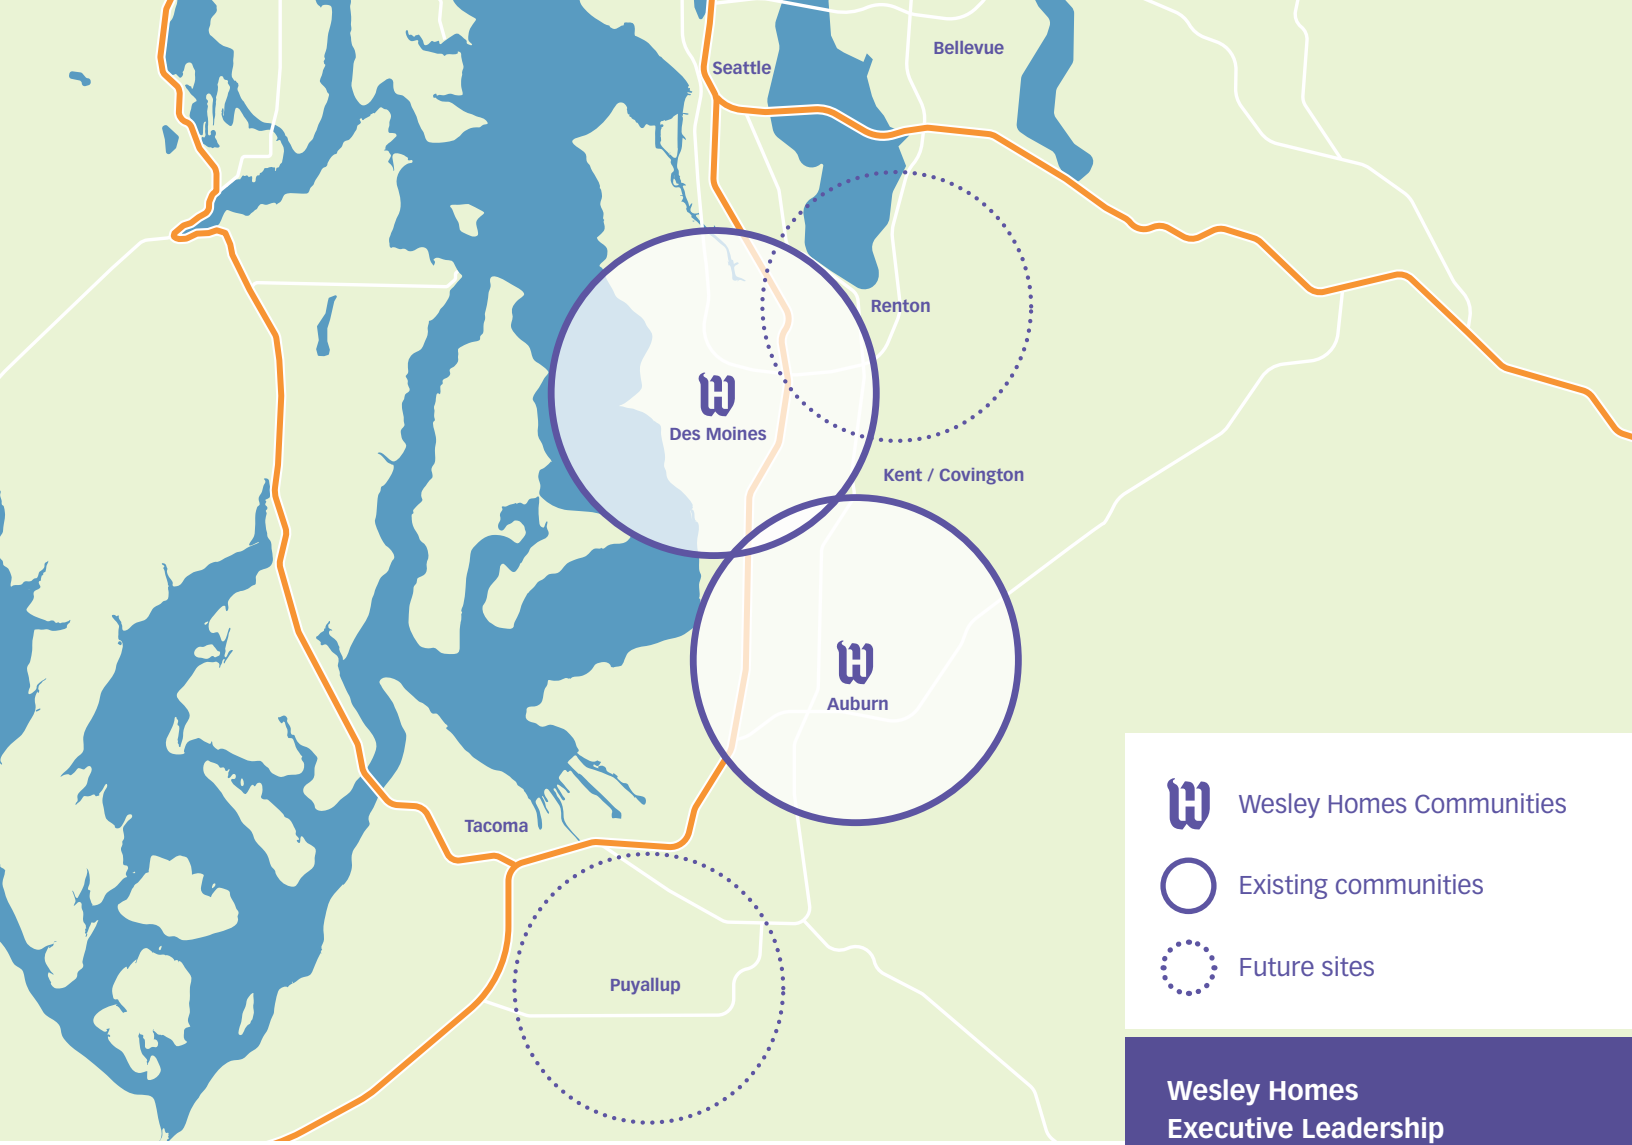 Bellevue
Seattle
Renton
Des Moines
Kent / Covington
Auburn
Tacoma
Puyallup
Wesley Homes Communities
Existing communities
Future sites
Wesley Homes
Executive Leadership